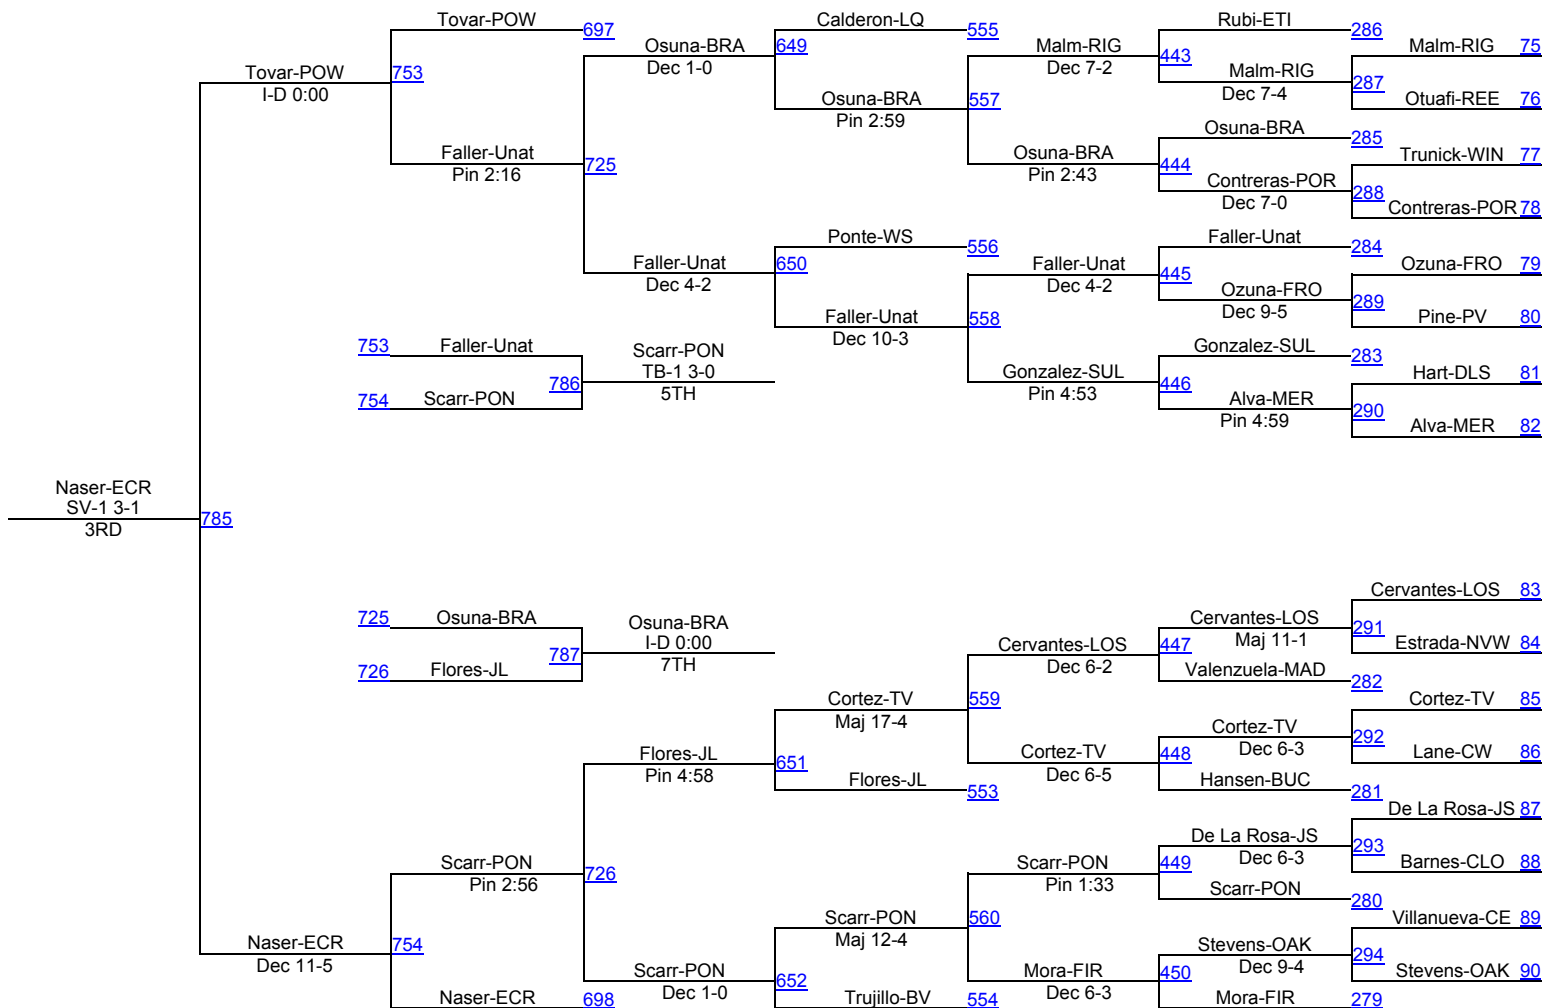 Tovar-POW 697
Calderon-LQ 555
Rubi-ETI 286
Osuna-BRA 649
Dec 1-0
Malm-RIG 443
Dec 7-2
Malm-RIG 75
Tovar-POW 753
I-D 0:00
Malm-RIG 287
Dec 7-4
Osuna-BRA 557
Pin 2:59
Otuafi-REE 76
Osuna-BRA 285
Faller-Unat 725
Pin 2:16
Osuna-BRA 444
Pin 2:43
Trunick-WIN 77
Contreras-POR 288
Dec 7-0
Contreras-POR 78
Ponte-WS 556
Faller-Unat 284
Faller-Unat 650
Dec 4-2
Faller-Unat 445
Dec 4-2
Ozuna-FRO 79
Ozuna-FRO 289
Dec 9-5
Faller-Unat 558
Dec 10-3
Pine-PV 80
753 Faller-Unat
Scarr-PON
TB-1 3-0
5TH
786
754 Scarr-PON
Gonzalez-SUL 283
Gonzalez-SUL 446
Pin 4:53
Hart-DLS 81
Alva-MER 290
Pin 4:59
Alva-MER 82
Naser-ECR
SV-1 3-1
3RD
785
Cervantes-LOS 83
725 Osuna-BRA
Osuna-BRA
I-D 0:00
7TH
787
726 Flores-JL
Cervantes-LOS 291
Maj 11-1
Cervantes-LOS 447
Dec 6-2
Estrada-NVW 84
Valenzuela-MAD 282
Cortez-TV 559
Maj 17-4
Cortez-TV 85
Cortez-TV 292
Dec 6-3
Flores-JL 651
Pin 4:58
Cortez-TV 448
Dec 6-5
Lane-CW 86
Flores-JL 553
Hansen-BUC 281
De La Rosa-JS 87
De La Rosa-JS 293
Dec 6-3
Scarr-PON 726
Pin 2:56
Scarr-PON 449
Pin 1:33
Barnes-CLO 88
Scarr-PON 280
Scarr-PON 560
Maj 12-4
Villanueva-CE 89
Naser-ECR 754
Dec 11-5
Stevens-OAK 294
Dec 9-4
Scarr-PON 652
Dec 1-0
Mora-FIR 450
Dec 6-3
Stevens-OAK 90
Naser-ECR 698
Trujillo-BV 554
Mora-FIR 279